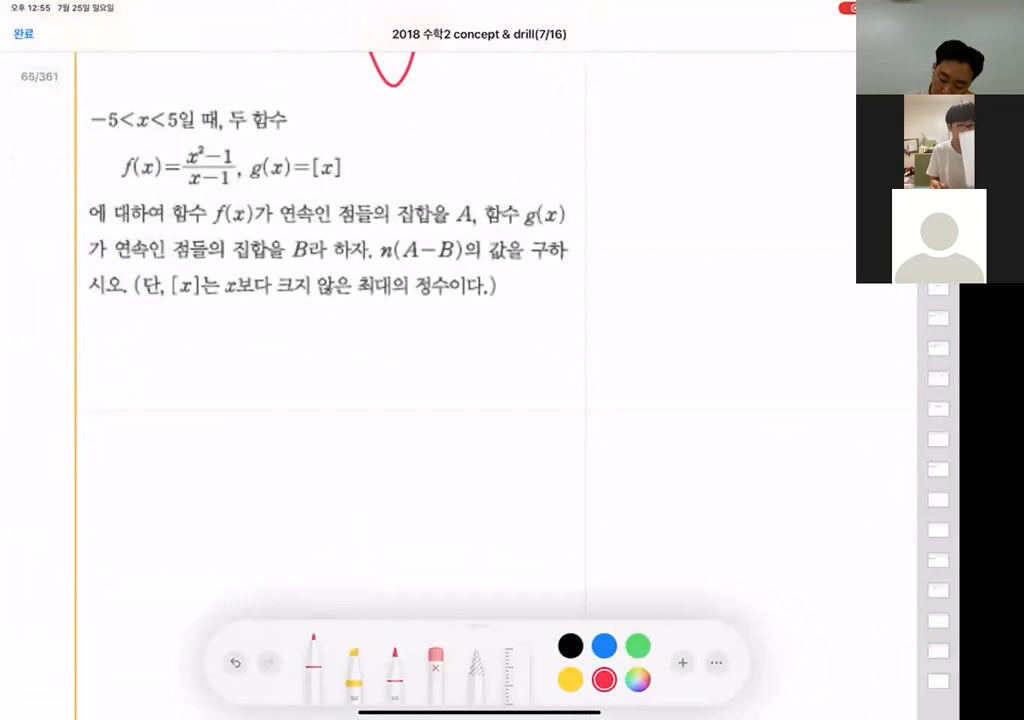 오후 12:55 7월 25일 일요일
완료
2018 수학2 concept & drill(7/16)
65/361
-5<x<5일 때, 두 함수
f(x)=\frac{x²-1}{x-1}, g(x)=[x]
에 대하여 함수 f(x)가 연속인 점들의 집합을 A, 함수 g(x)
가 연속인 점들의 집합을 B라 하자. n(A-B)의 값을 구하
시오. (단, [x]는 x보다 크지 않은 최대의 정수이다.)